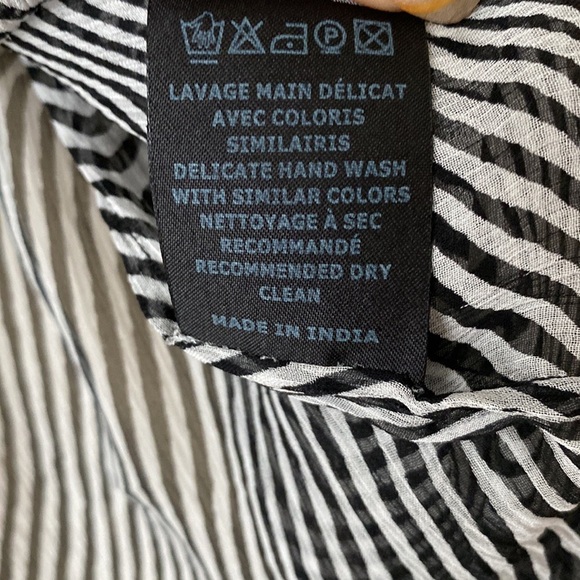 LAVAGE MAIN DÉLICAT
AVEC COLORIS
SIMILAIRIS
DELICATE HAND WASH
WITH SIMILAR COLORS
NETTOYAGE À SEC
RECOMMANDÉ
RECOMMENDED DRY
CLEAN
MADE IN INDIA